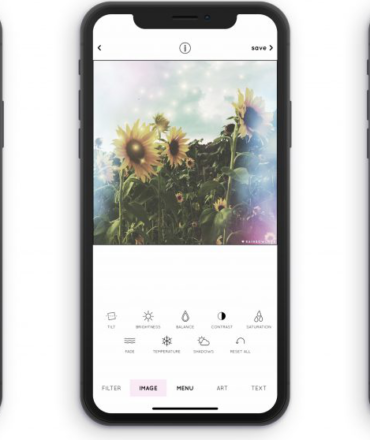 save
TILT BRIGHTNESS BALANCE CONTRAST SATURATION
FADE TEMPERATURE SHADOWS RESET ALL
FILTER IMAGE MENU ART TEXT